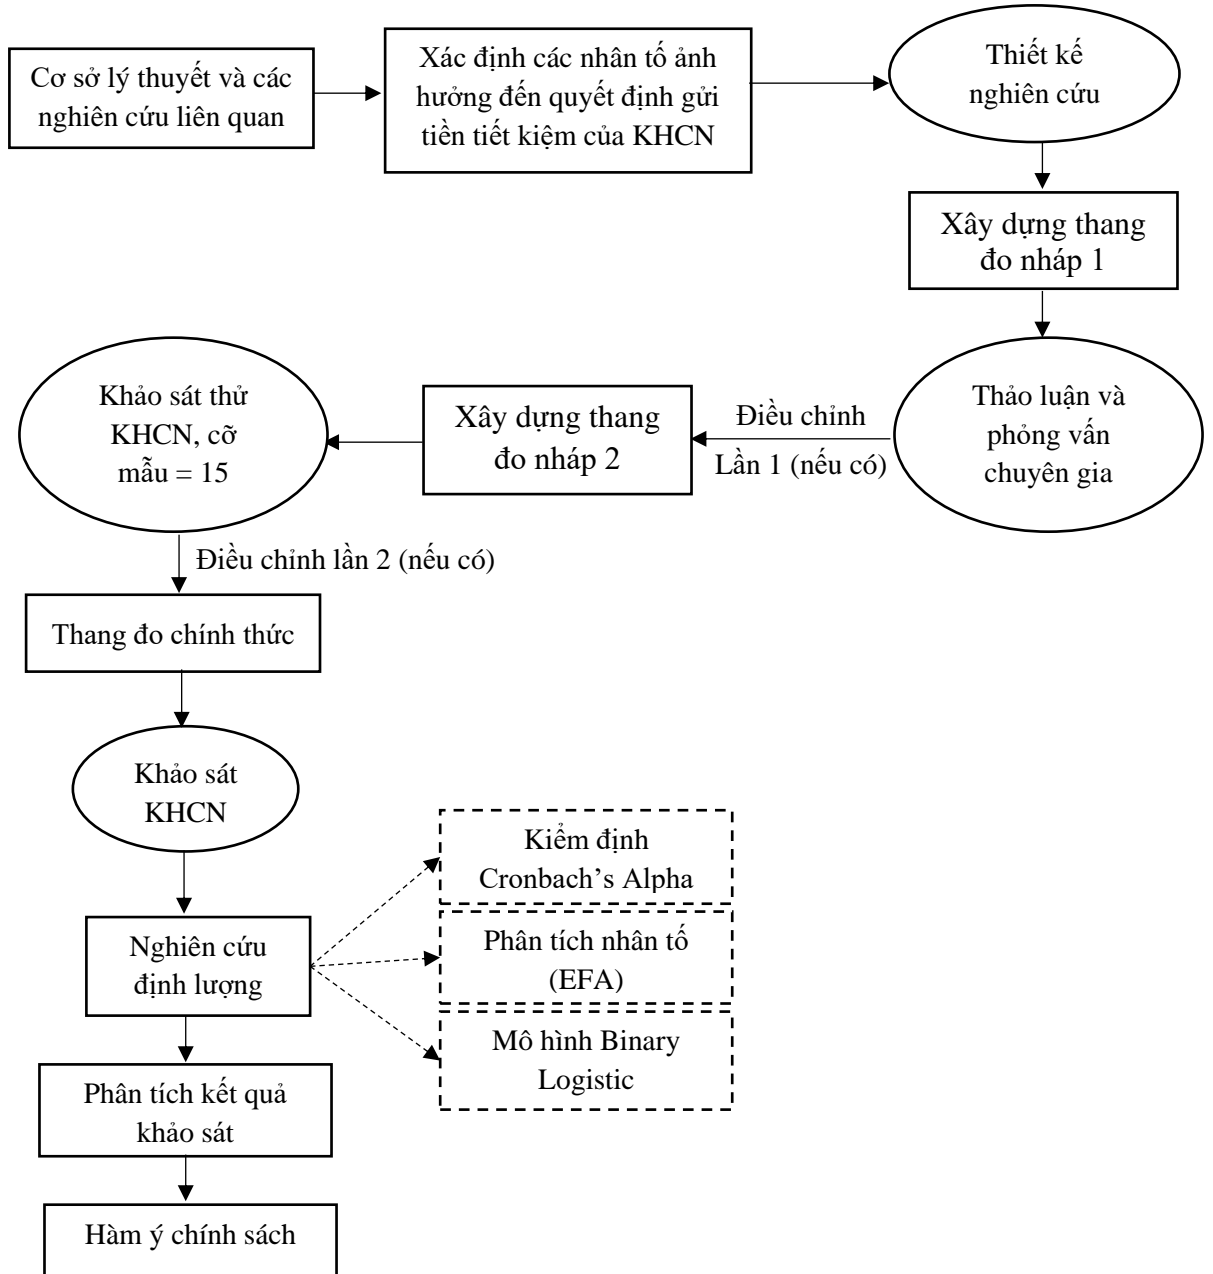 Cơ sở lý thuyết và các
nghiên cứu liên quan
Xác định các nhân tố ảnh
hưởng đến quyết định gửi
tiền tiết kiệm của KHCN
Thiết kế
nghiên cứu
Xây dựng thang
đo nháp 1
Thảo luận và
phỏng vấn
chuyên gia
Điều chỉnh
Lần 1 (nếu có)
Xây dựng thang
đo nháp 2
Khảo sát thử
KHCN, cỡ
mẫu = 15
Điều chỉnh lần 2 (nếu có)
Thang đo chính thức
Khảo sát
KHCN
Nghiên cứu
định lượng
Kiểm định
Cronbach’s Alpha
Phân tích nhân tố
(EFA)
Mô hình Binary
Logistic
Phân tích kết quả
khảo sát
Hàm ý chính sách